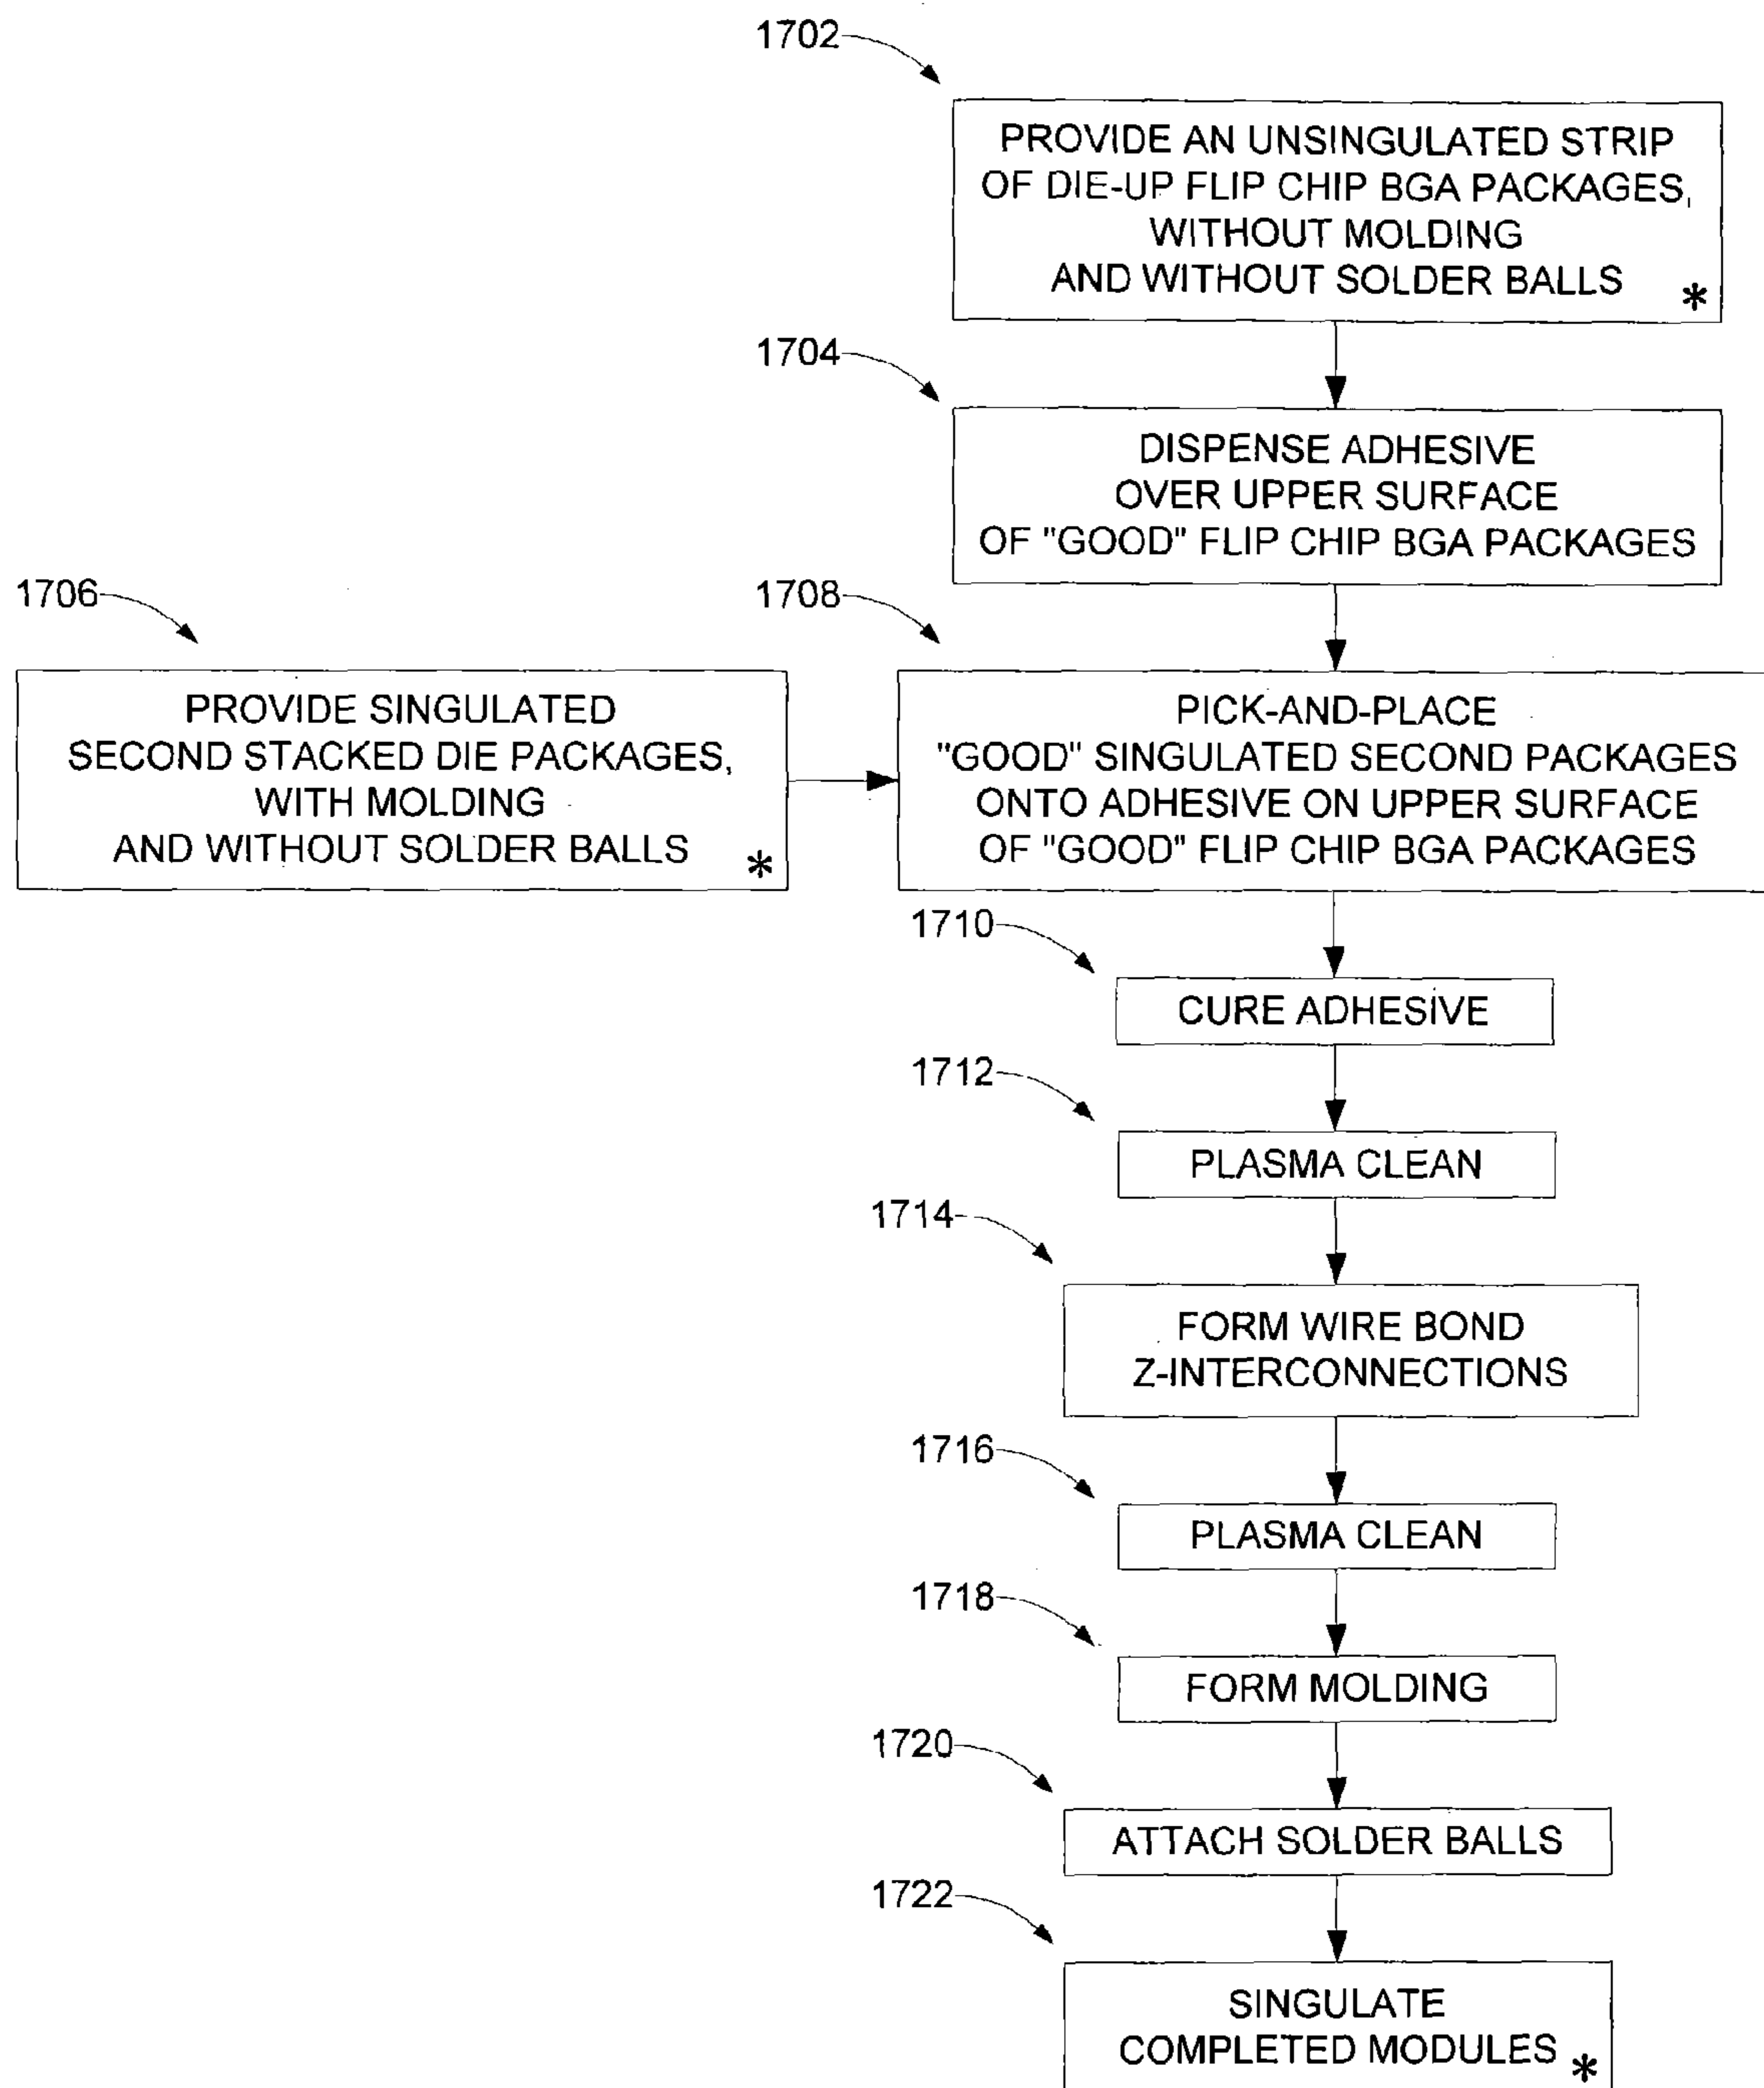 1702
PROVIDE AN UNSINGULATED STRIP
OF DIE-UP FLIP CHIP BGA PACKAGES,
WITHOUT MOLDING
AND WITHOUT SOLDER BALLS *
1704
DISPENSE ADHESIVE
OVER UPPER SURFACE
OF "GOOD" FLIP CHIP BGA PACKAGES
1706
PROVIDE SINGULATED
SECOND STACKED DIE PACKAGES,
WITH MOLDING
AND WITHOUT SOLDER BALLS *
1708
PICK-AND-PLACE
"GOOD" SINGULATED SECOND PACKAGES
ONTO ADHESIVE ON UPPER SURFACE
OF "GOOD" FLIP CHIP BGA PACKAGES
1710
CURE ADHESIVE
1712
PLASMA CLEAN
1714
FORM WIRE BOND
Z-INTERCONNECTIONS
1716
PLASMA CLEAN
1718
FORM MOLDING
1720
ATTACH SOLDER BALLS
1722
SINGULATE
COMPLETED MODULES *